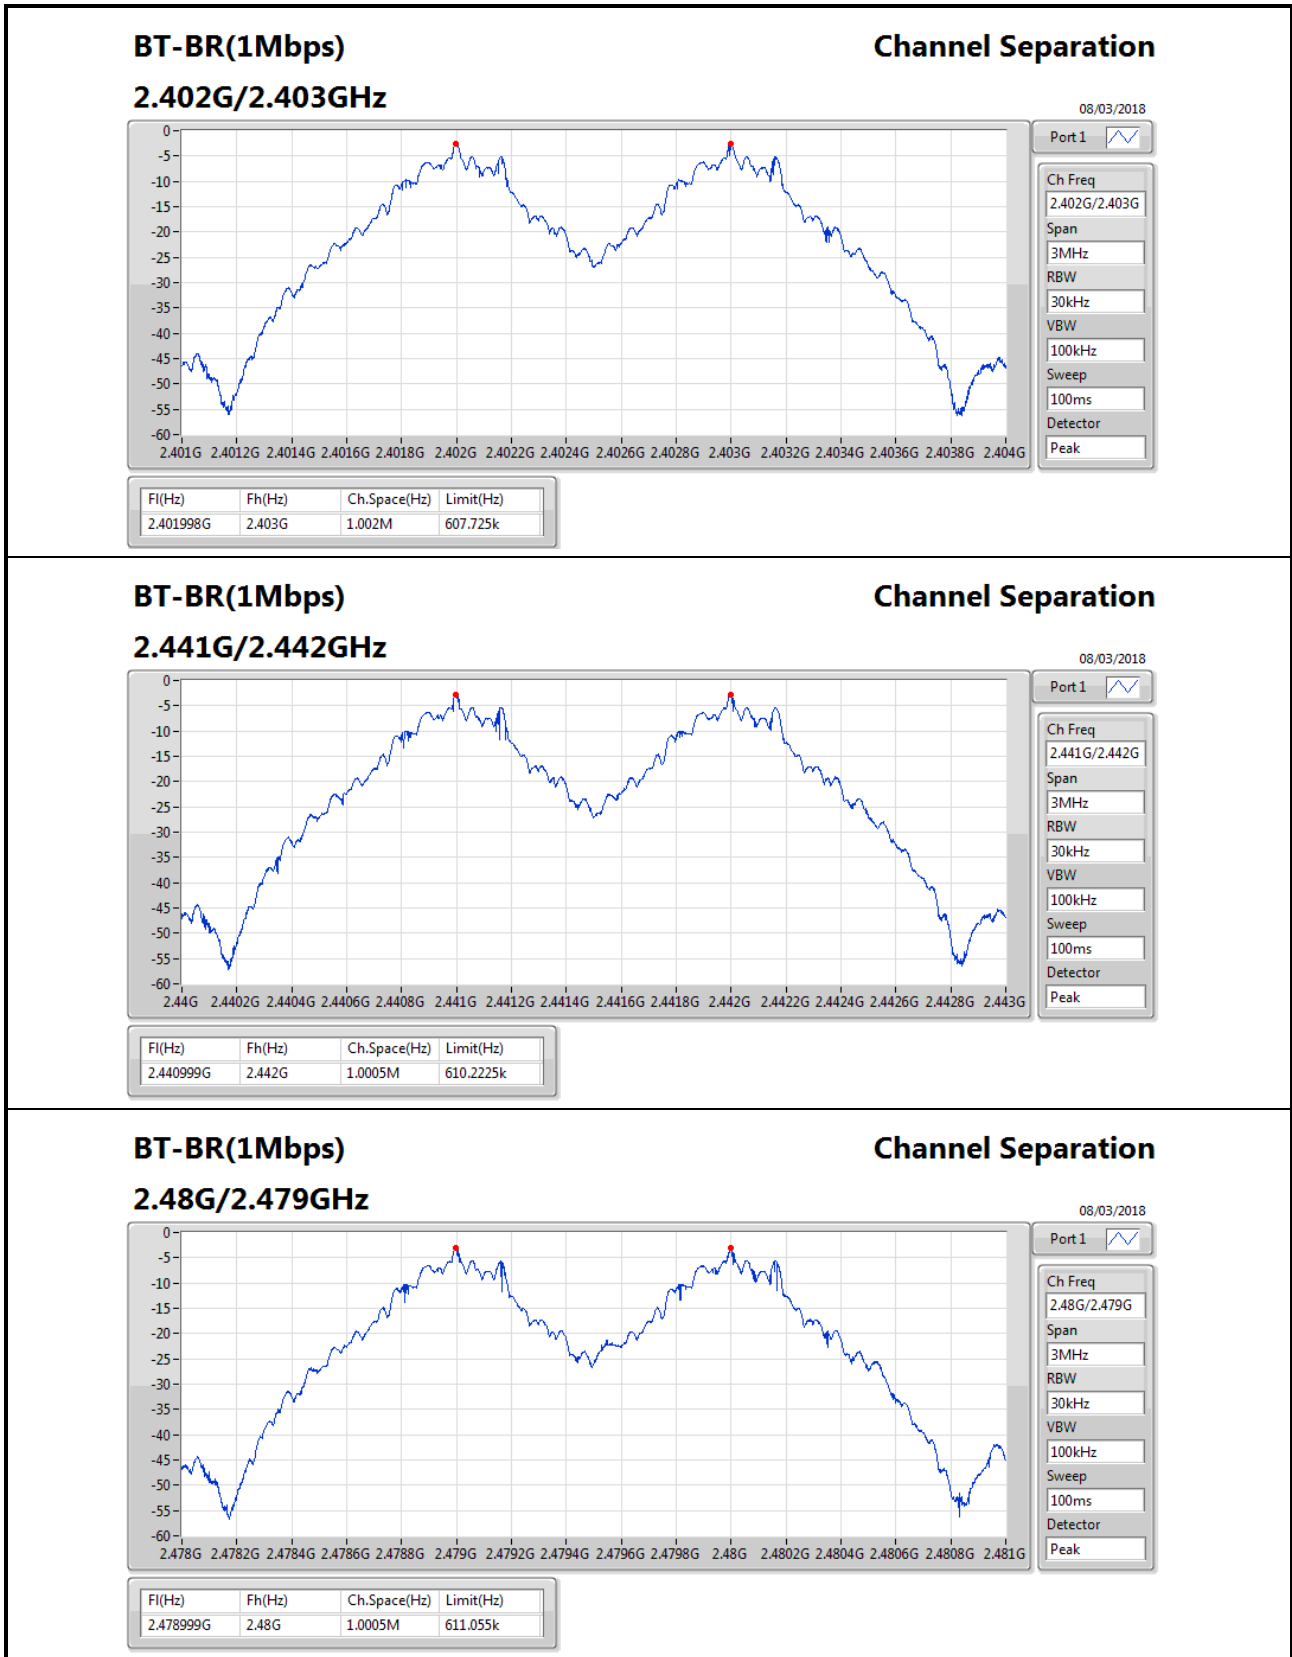 BT-BR(1Mbps) Channel Separation
2.402G/2.403GHz
08/03/2018
Port 1
0
-5
-10
-15
-20
-25
-30
-35
-40
-45
-50
-55
-60
2.401G 2.4012G 2.4014G 2.4016G 2.4018G 2.402G 2.4022G 2.4024G 2.4026G 2.4028G 2.403G 2.4032G 2.4034G 2.4036G 2.4038G 2.404G
Ch Freq
2.402G/2.403G
Span
3MHz
RBW
30kHz
VBW
100kHz
Sweep
100ms
Detector
Peak
Fl(Hz) Fh(Hz) Ch.Space(Hz) Limit(Hz)
2.401998G 2.403G 1.002M 607.725k
BT-BR(1Mbps) Channel Separation
2.441G/2.442GHz
08/03/2018
Port 1
0
-5
-10
-15
-20
-25
-30
-35
-40
-45
-50
-55
-60
2.44G 2.4402G 2.4404G 2.4406G 2.4408G 2.441G 2.4412G 2.4414G 2.4416G 2.4418G 2.442G 2.4422G 2.4424G 2.4426G 2.4428G 2.443G
Ch Freq
2.441G/2.442G
Span
3MHz
RBW
30kHz
VBW
100kHz
Sweep
100ms
Detector
Peak
Fl(Hz) Fh(Hz) Ch.Space(Hz) Limit(Hz)
2.440999G 2.442G 1.0005M 610.2225k
BT-BR(1Mbps) Channel Separation
2.48G/2.479GHz
08/03/2018
Port 1
0
-5
-10
-15
-20
-25
-30
-35
-40
-45
-50
-55
-60
2.478G 2.4782G 2.4784G 2.4786G 2.4788G 2.479G 2.4792G 2.4794G 2.4796G 2.4798G 2.48G 2.4802G 2.4804G 2.4806G 2.4808G 2.481G
Ch Freq
2.48G/2.479G
Span
3MHz
RBW
30kHz
VBW
100kHz
Sweep
100ms
Detector
Peak
Fl(Hz) Fh(Hz) Ch.Space(Hz) Limit(Hz)
2.478999G 2.48G 1.0005M 611.055k